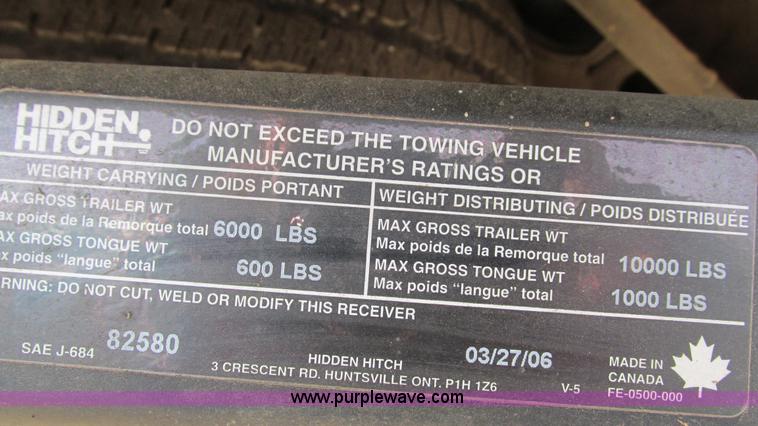 HIDDEN HITCH
DO NOT EXCEED THE TOWING VEHICLE
MANUFACTURER'S RATINGS OR
WEIGHT CARRYING / POIDS PORTANT
AX GROSS TRAILER WT
ax poids de la Remorque total 6000 LBS
AX GROSS TONGUE WT
x poids "langue" total 600 LBS
WEIGHT DISTRIBUTING / POIDS DISTRIBUÉE
MAX GROSS TRAILER WT
Max poids de la Remorque total 10000 LBS
MAX GROSS TONGUE WT
Max poids "langue" total 1000 LBS
RNING: DO NOT CUT, WELD OR MODIFY THIS RECEIVER
SAE J-684 82580
HIDDEN HITCH 03/27/06
3 CRESCENT RD. HUNTSVILLE ONT. P1H 1Z6 V-5
MADE IN
CANADA
FE-0500-000
www.purplewave.com